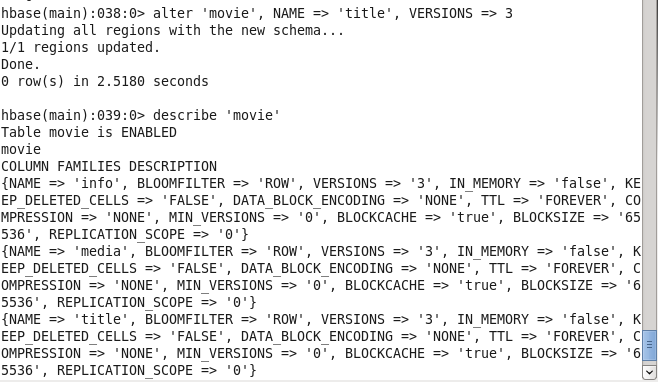 hbase(main):038:0> alter 'movie', NAME => 'title', VERSIONS => 3
Updating all regions with the new schema...
1/1 regions updated.
Done.
0 row(s) in 2.5180 seconds
hbase(main):039:0> describe 'movie'
Table movie is ENABLED
movie
COLUMN FAMILIES DESCRIPTION
{NAME => 'info', BLOOMFILTER => 'ROW', VERSIONS => '3', IN_MEMORY => 'false', KE
EP_DELETED_CELLS => 'FALSE', DATA_BLOCK_ENCODING => 'NONE', TTL => 'FOREVER', CO
MPRESSION => 'NONE', MIN_VERSIONS => '0', BLOCKCACHE => 'true', BLOCKSIZE => '65
536', REPLICATION_SCOPE => '0'}
{NAME => 'media', BLOOMFILTER => 'ROW', VERSIONS => '3', IN_MEMORY => 'false', K
EEP_DELETED_CELLS => 'FALSE', DATA_BLOCK_ENCODING => 'NONE', TTL => 'FOREVER', C
OMPRESSION => 'NONE', MIN_VERSIONS => '0', BLOCKCACHE => 'true', BLOCKSIZE => '6
5536', REPLICATION_SCOPE => '0'}
{NAME => 'title', BLOOMFILTER => 'ROW', VERSIONS => '3', IN_MEMORY => 'false', K
EEP_DELETED_CELLS => 'FALSE', DATA_BLOCK_ENCODING => 'NONE', TTL => 'FOREVER', C
OMPRESSION => 'NONE', MIN_VERSIONS => '0', BLOCKCACHE => 'true', BLOCKSIZE => '6
5536', REPLICATION_SCOPE => '0'}